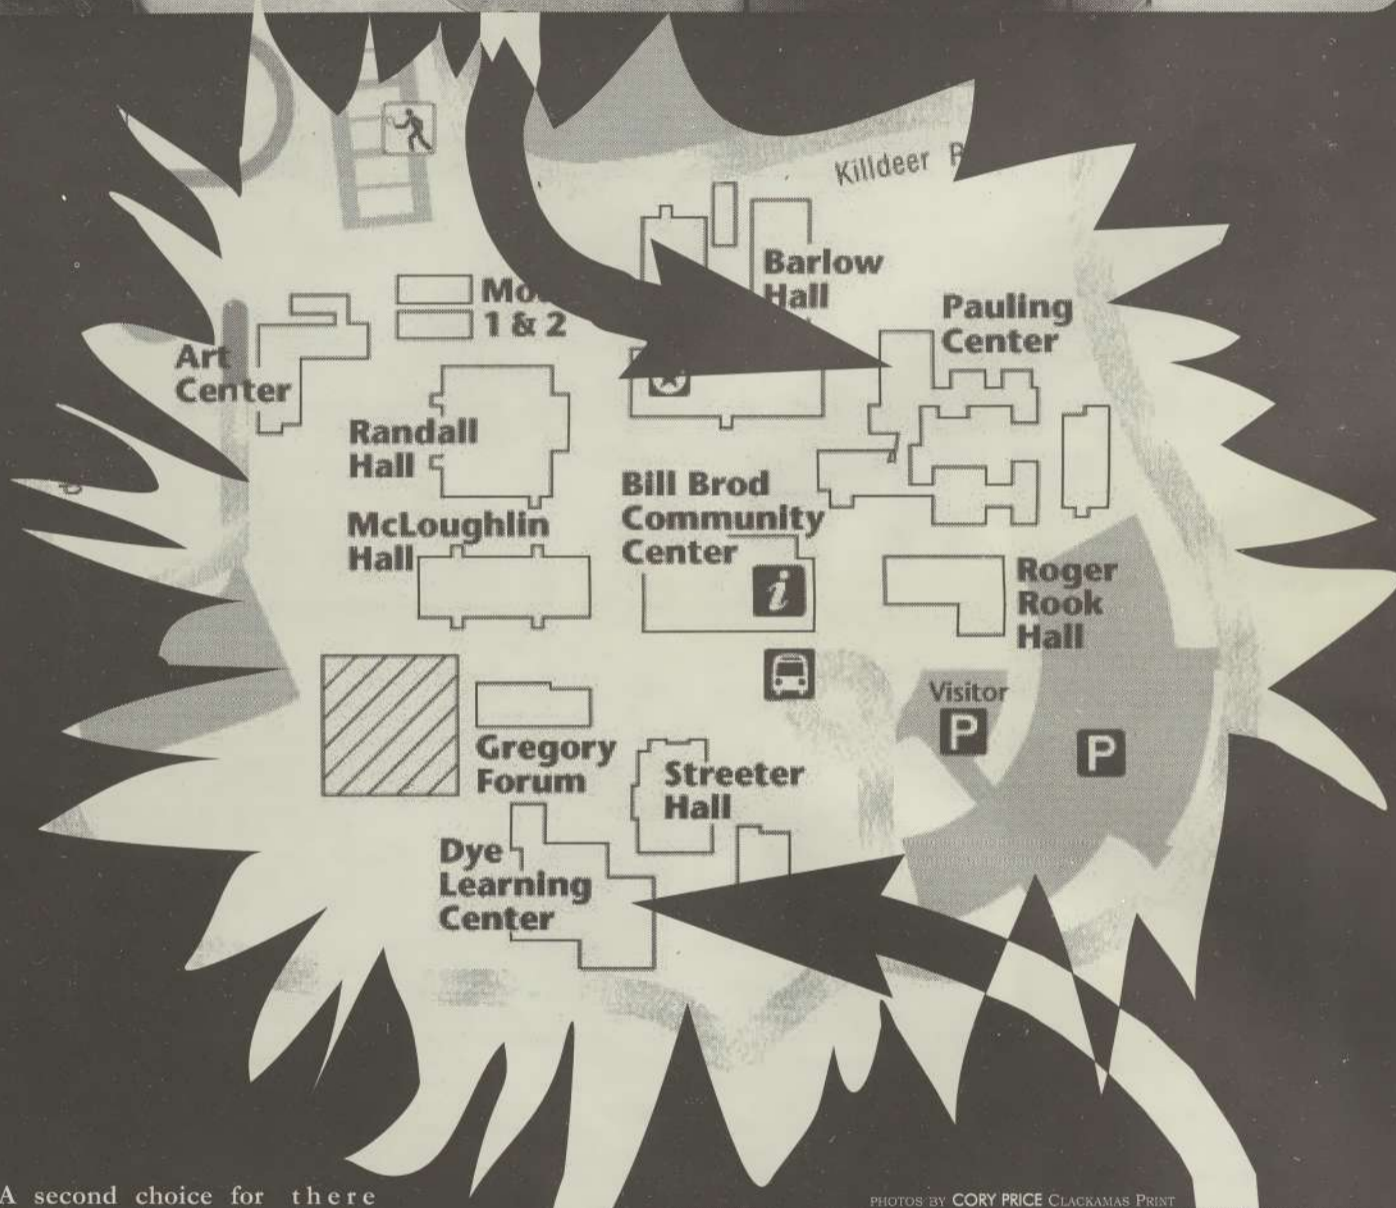 Killdeer
Barlow
Hall
Pauling
Center
1 & 2
Art
Center
Randall
Hall
Bill Brod
Community
Center
McLoughlin
Hall
i
Roger
Rook
Hall
Visitor
P
P
Gregory
Forum
Streeter
Hall
Dye
Learning
Center
A second choice for there
PHOTOS BY CORY PRICE CLACKAMAS PRINT